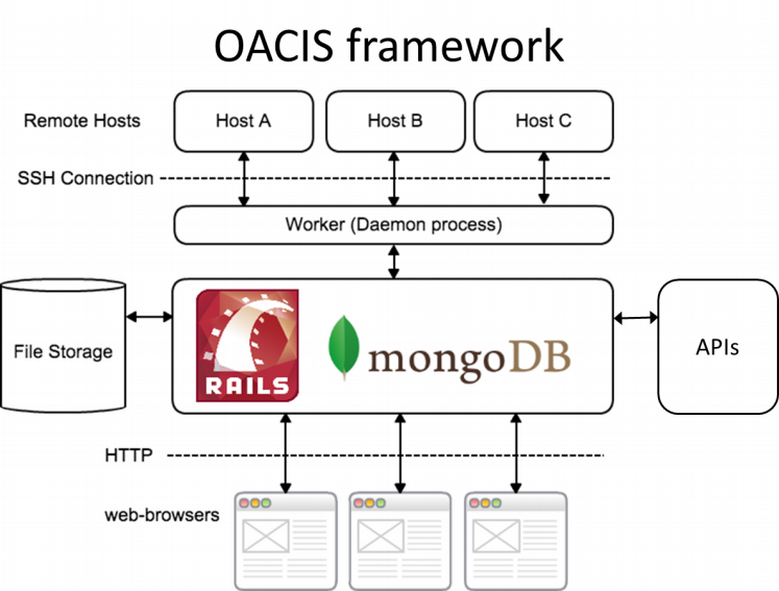 OACIS framework
Remote Hosts
Host A
Host B
Host C
SSH Connection
Worker (Daemon process)
File Storage
RAILS
mongoDB
APIs
HTTP
web-browsers